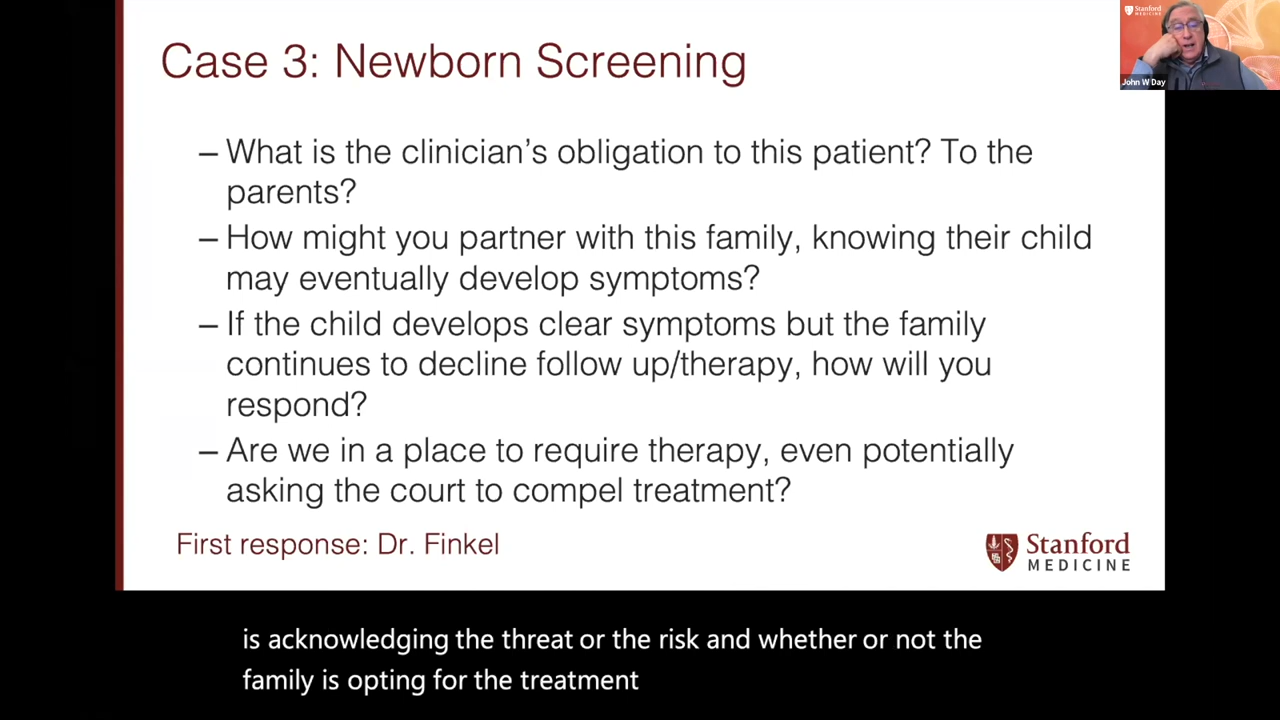 Case 3: Newborn Screening
Stanford
MEDICINE
John W Day
– What is the clinician's obligation to this patient? To the
parents?
– How might you partner with this family, knowing their child
may eventually develop symptoms?
– If the child develops clear symptoms but the family
continues to decline follow up/therapy, how will you
respond?
– Are we in a place to require therapy, even potentially
asking the court to compel treatment?
First response: Dr. Finkel
Stanford
MEDICINE
is acknowledging the threat or the risk and whether or not the
family is opting for the treatment